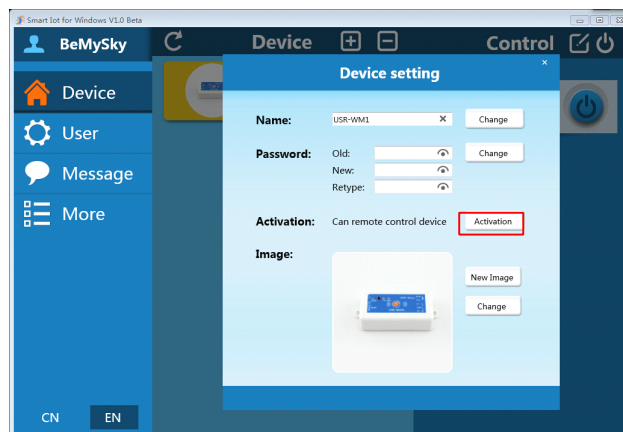 Smart Iot for Windows V1.0 Beta
BeMySky
Device
Control
Device
User
Message
More
CN EN
Device setting
Name: USR-WM1 Change
Password: Old: Change
New:
Retype:
Activation: Can remote control device Activation
Image:
New Image
Change